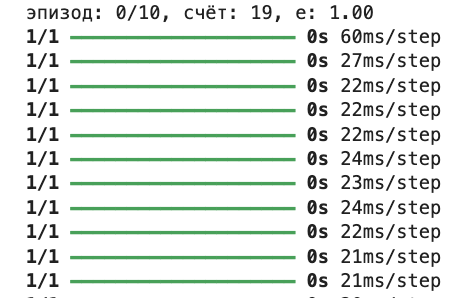 эпизод: 0/10, счёт: 19, e: 1.00
1/1 0s 60ms/step
1/1 0s 27ms/step
1/1 0s 22ms/step
1/1 0s 22ms/step
1/1 0s 22ms/step
1/1 0s 24ms/step
1/1 0s 23ms/step
1/1 0s 24ms/step
1/1 0s 22ms/step
1/1 0s 21ms/step
1/1 0s 21ms/step